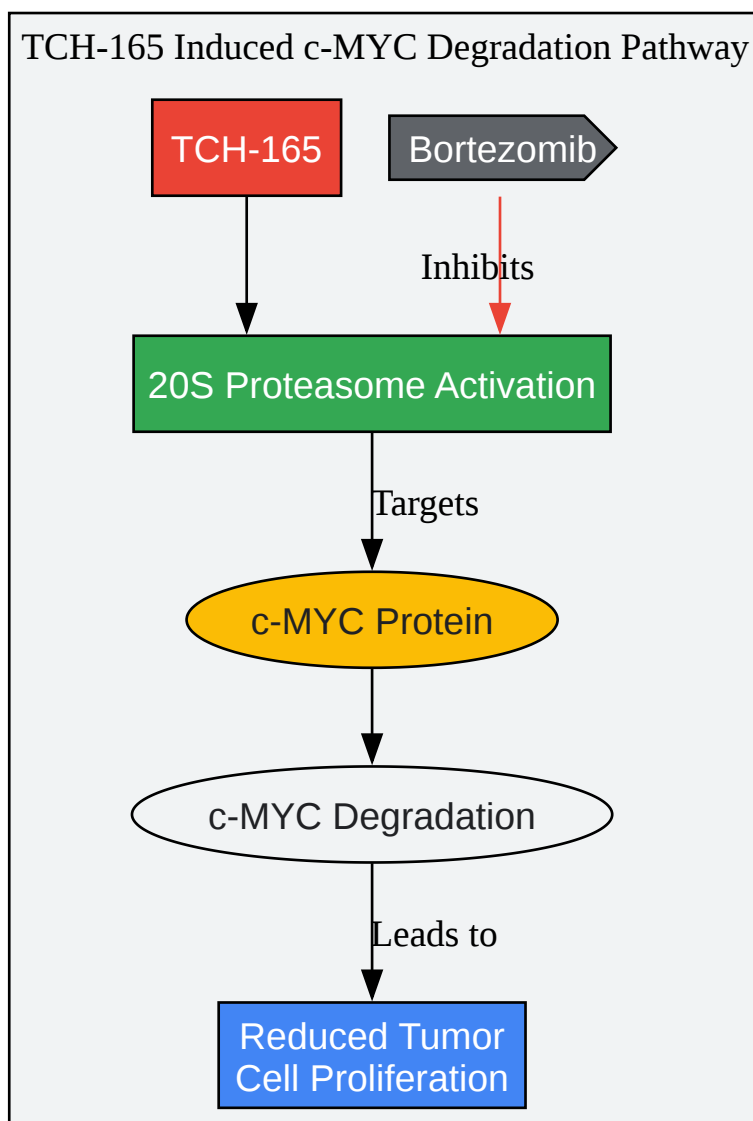 TCH-165 Induced c-MYC Degradation Pathway
TCH-165
Bortezomib
Inhibits
20S Proteasome Activation
Targets
c-MYC Protein
c-MYC Degradation
Leads to
Reduced Tumor
Cell Proliferation